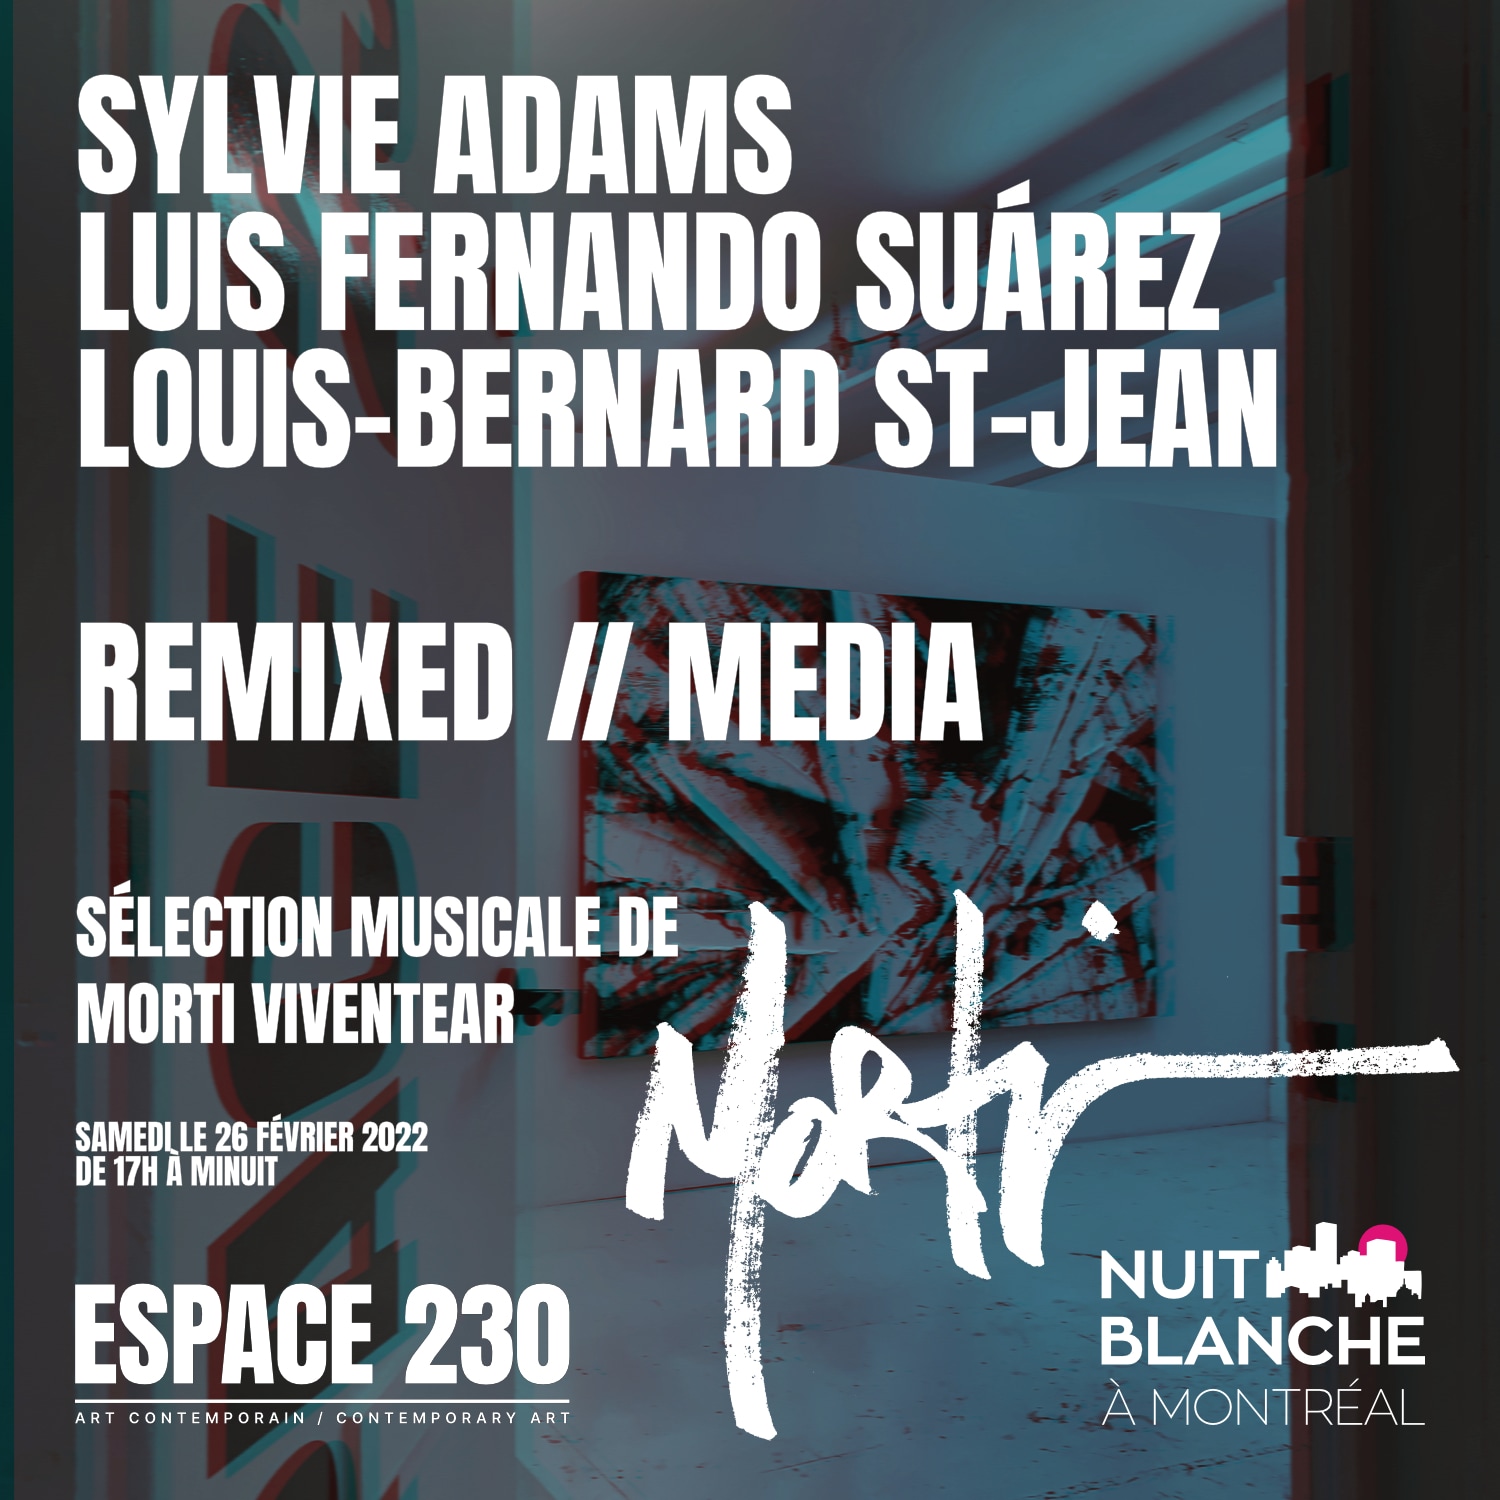 SYLVIE ADAMS
LUIS FERNANDO SUÁREZ
LOUIS-BERNARD ST-JEAN
REMIXED // MEDIA
SÉLECTION MUSICALE DE
MORTI VIVENTEAR
Morti
SAMEDI LE 26 FÉVRIER 2022
DE 17H À MINUIT
ESPACE 230
ART CONTEMPORAIN / CONTEMPORARY ART
NUIT
BLANCHE
À MONTRÉAL